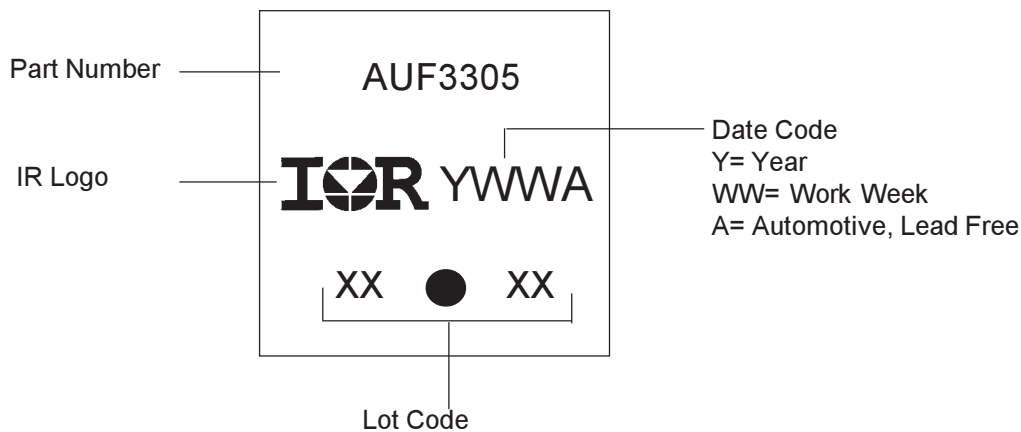 Part Number
AUF3305
IR Logo
IOR YWWA
Date Code
Y= Year
WW= Work Week
A= Automotive, Lead Free
XX XX
Lot Code